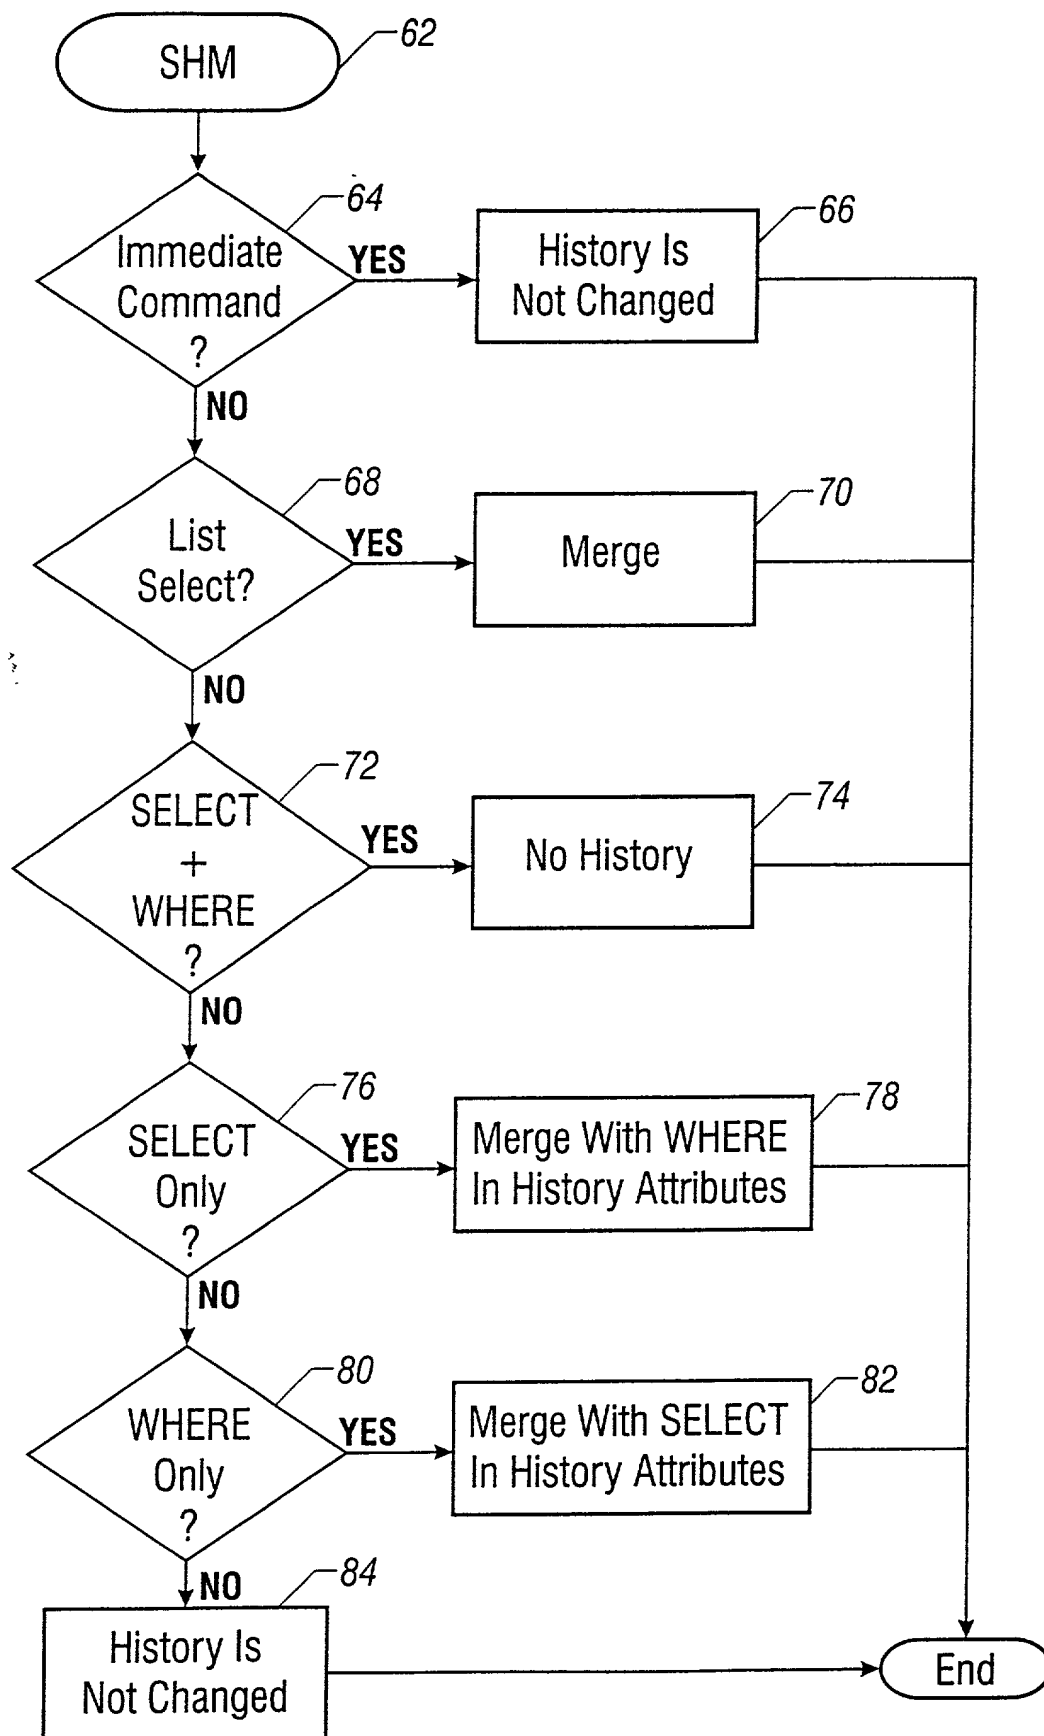 SHM
62
64
Immediate
Command
?
YES
History Is
Not Changed
66
NO
68
List
Select?
YES
Merge
70
NO
72
SELECT
+
WHERE
?
YES
No History
74
NO
76
SELECT
Only
?
YES
Merge With WHERE
In History Attributes
78
NO
80
WHERE
Only
?
YES
Merge With SELECT
In History Attributes
82
NO
84
History Is
Not Changed
End